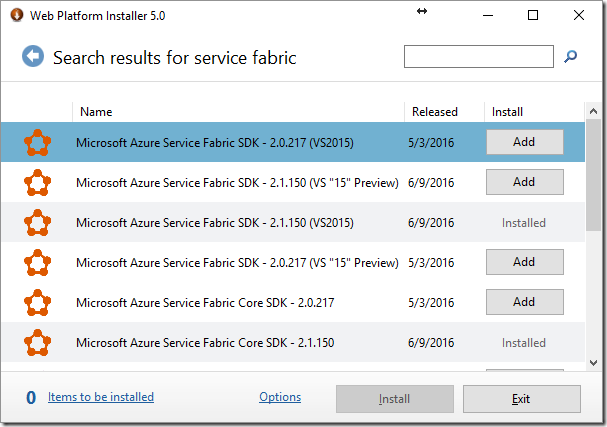 Web Platform Installer 5.0
Search results for service fabric
Name Released Install
Microsoft Azure Service Fabric SDK - 2.0.217 (VS2015) 5/3/2016 Add
Microsoft Azure Service Fabric SDK - 2.1.150 (VS "15" Preview) 6/9/2016 Add
Microsoft Azure Service Fabric SDK - 2.1.150 (VS2015) 6/9/2016 Installed
Microsoft Azure Service Fabric SDK - 2.0.217 (VS "15" Preview) 5/3/2016 Add
Microsoft Azure Service Fabric Core SDK - 2.0.217 5/3/2016 Add
Microsoft Azure Service Fabric Core SDK - 2.1.150 6/9/2016 Installed
0 Items to be installed Options Install Exit